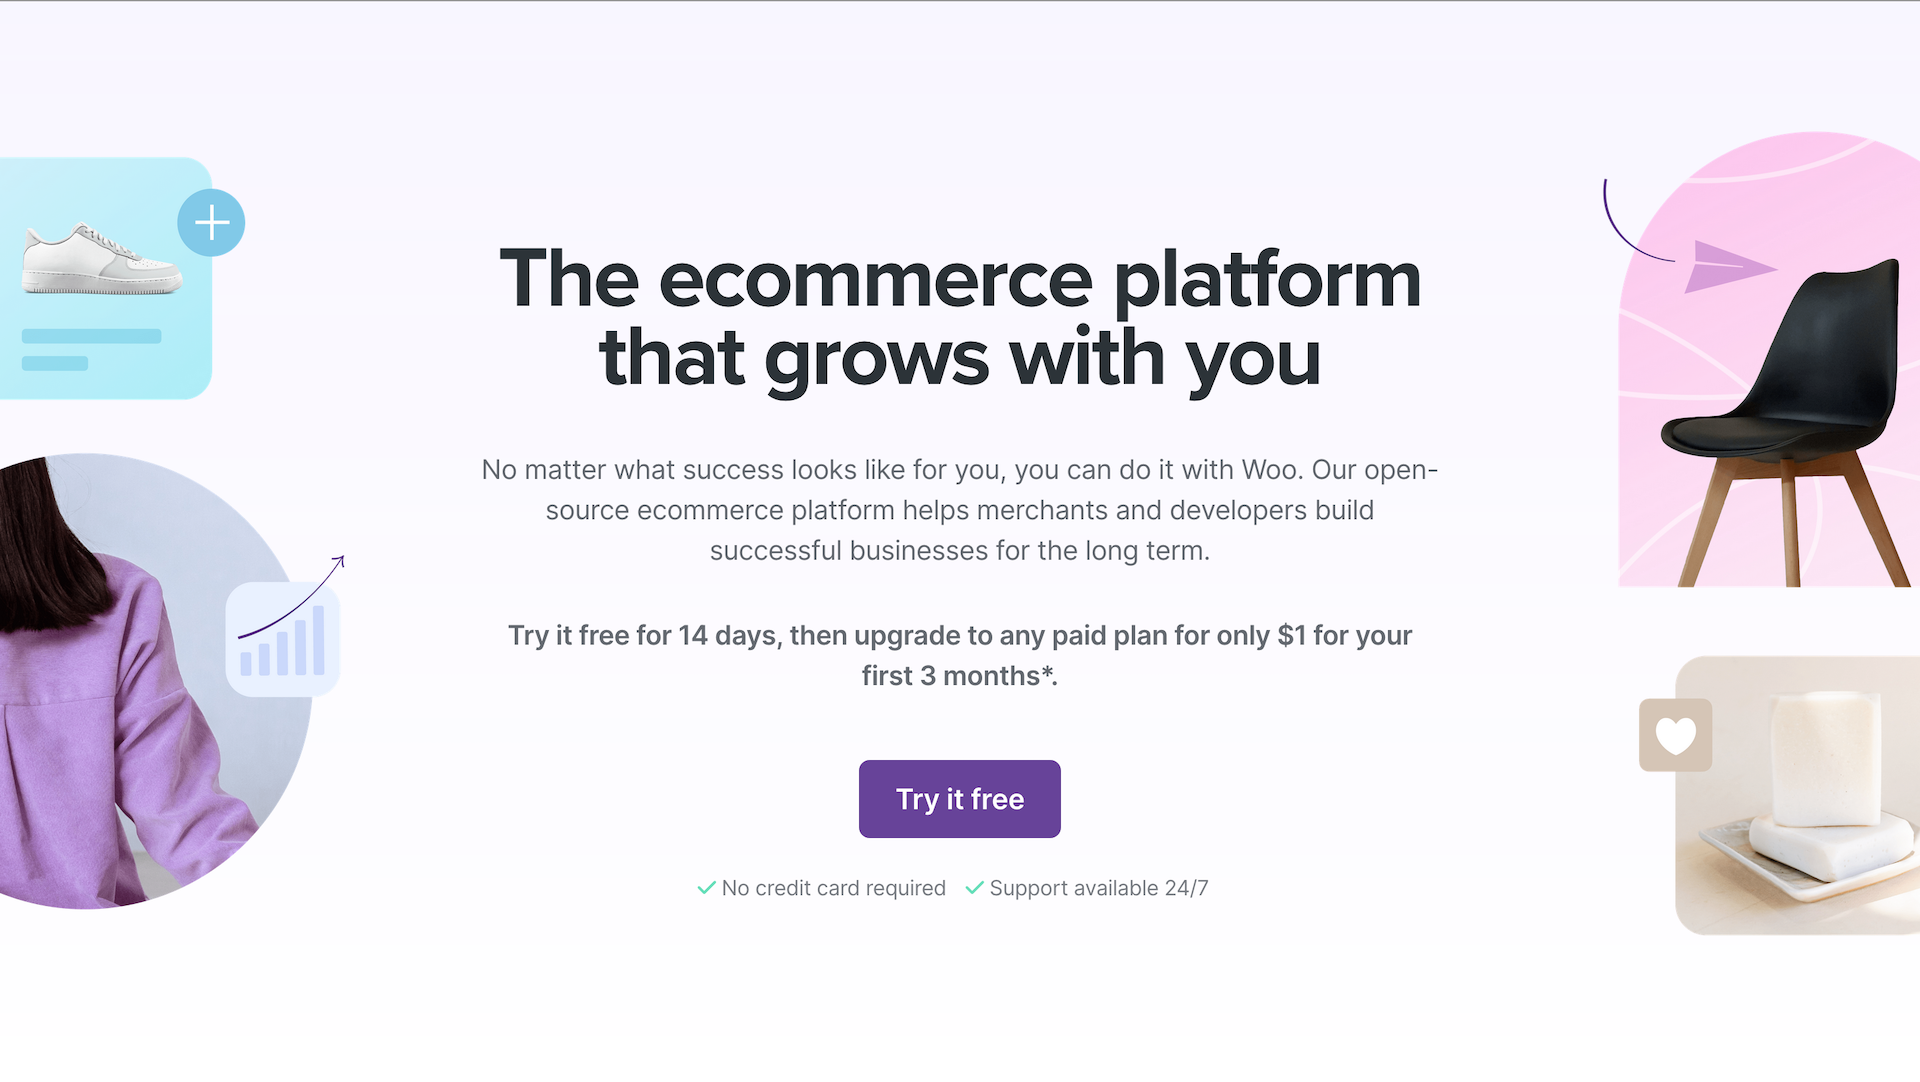 The ecommerce platform
that grows with you
No matter what success looks like for you, you can do it with Woo. Our open-
source ecommerce platform helps merchants and developers build
successful businesses for the long term.
Try it free for 14 days, then upgrade to any paid plan for only $1 for your
first 3 months*.
Try it free
No credit card required
Support available 24/7